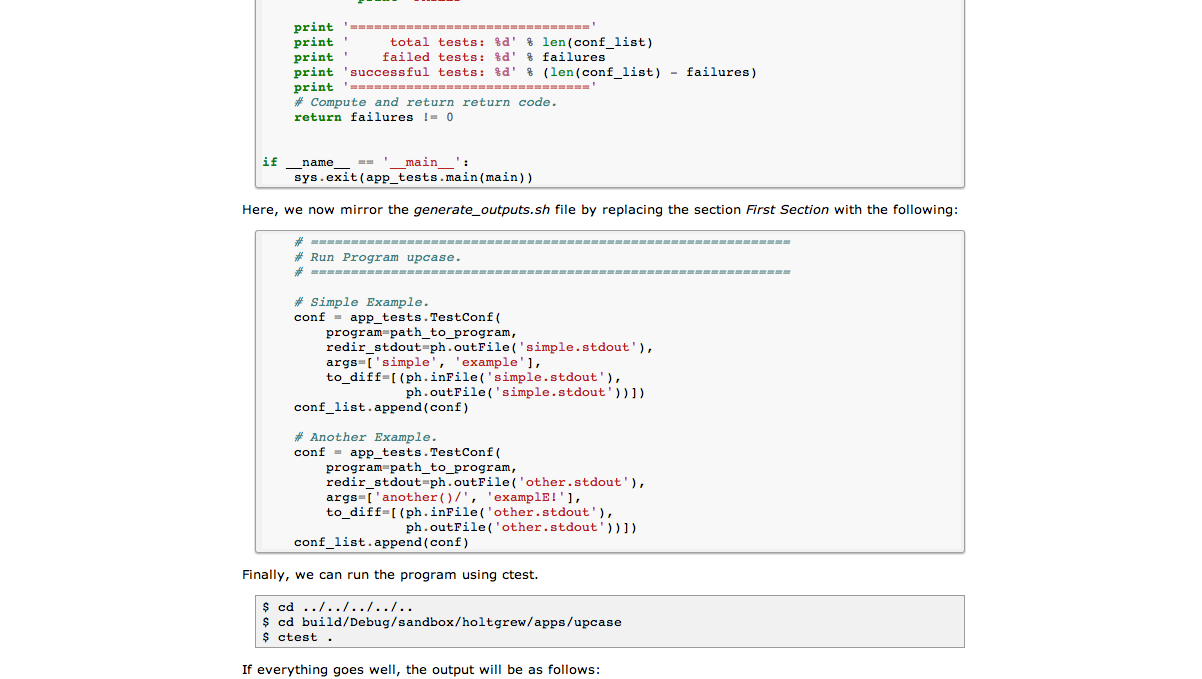 print '=============================='
print '     total tests: %d' % len(conf_list)
print '    failed tests: %d' % failures
print 'successful tests: %d' % (len(conf_list) - failures)
print '=============================='
# Compute and return return code.
return failures != 0
if __name__ == '__main__':
sys.exit(app_tests.main(main))
Here, we now mirror the generate_outputs.sh file by replacing the section First Section with the following:
# ============================================================
# Run Program upcase.
# ============================================================
# Simple Example.
conf = app_tests.TestConf(
program=path_to_program,
redir_stdout=ph.outFile('simple.stdout'),
args=['simple', 'example'],
to_diff=[(ph.inFile('simple.stdout'),
ph.outFile('simple.stdout'))])
conf_list.append(conf)
# Another Example.
conf = app_tests.TestConf(
program=path_to_program,
redir_stdout=ph.outFile('other.stdout'),
args=['another()/', 'examplE!'],
to_diff=[(ph.inFile('other.stdout'),
ph.outFile('other.stdout'))])
conf_list.append(conf)
Finally, we can run the program using ctest.
$ cd ../../../../..
$ cd build/Debug/sandbox/holtgrew/apps/upcase
$ ctest .
If everything goes well, the output will be as follows: